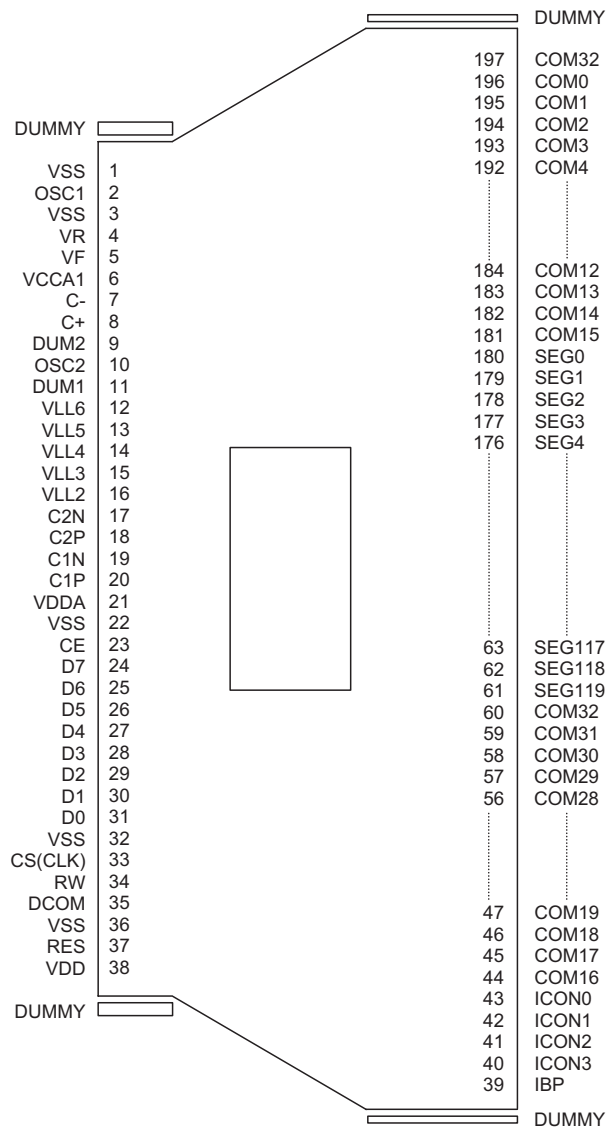 DUMMY
197 COM32
196 COM0
195 COM1
194 COM2
193 COM3
192 COM4
184 COM12
183 COM13
182 COM14
181 COM15
180 SEG0
179 SEG1
178 SEG2
177 SEG3
176 SEG4
63 SEG117
62 SEG118
61 SEG119
60 COM32
59 COM31
58 COM30
57 COM29
56 COM28
47 COM19
46 COM18
45 COM17
44 COM16
43 ICON0
42 ICON1
41 ICON2
40 ICON3
39 IBP
DUMMY
DUMMY
VSS 1
OSC1 2
VSS 3
VR 4
VF 5
VCCA1 6
C- 7
C+ 8
DUM2 9
OSC2 10
DUM1 11
VLL6 12
VLL5 13
VLL4 14
VLL3 15
VLL2 16
C2N 17
C2P 18
C1N 19
C1P 20
VDDA 21
VSS 22
CE 23
D7 24
D6 25
D5 26
D4 27
D3 28
D2 29
D1 30
D0 31
VSS 32
CS(CLK) 33
RW 34
DCOM 35
VSS 36
RES 37
VDD 38
DUMMY